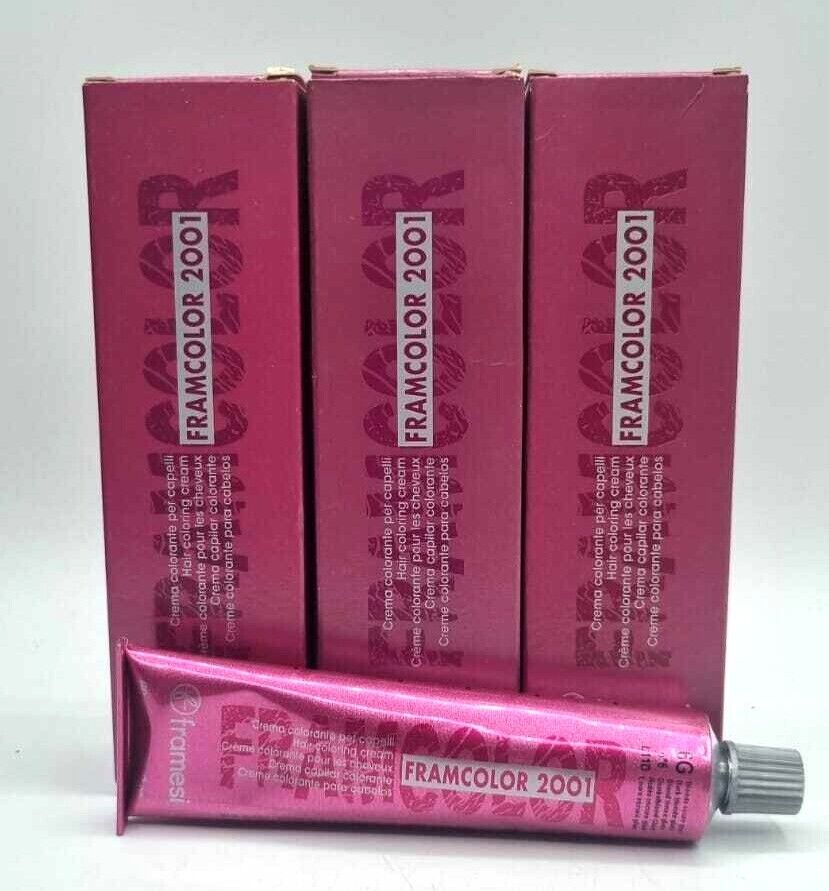 FRAMCOLOR
FRAMCOLOR 2001
Crema colorante per capelli
Hair coloring cream
Crème colorante pour les cheveux
Crema capilar colorante
Creme colorante para cabelos
FRAMCOLOR
FRAMCOLOR 2001
Crema colorante per capelli
Hair coloring cream
Crème colorante pour les cheveux
Crema capilar colorante
Creme colorante para cabelos
FRAMCOLOR
FRAMCOLOR 2001
Crema colorante per capelli
Hair coloring cream
Crème colorante pour les cheveux
Crema capilar colorante
Creme colorante para cabelos
framesi
FRAMCOLOR
Crema colorante per capelli
Hair coloring cream
Crème colorante pour les cheveux
Crema capilar colorante
Creme colorante para cabelos
FRAMCOLOR 2001